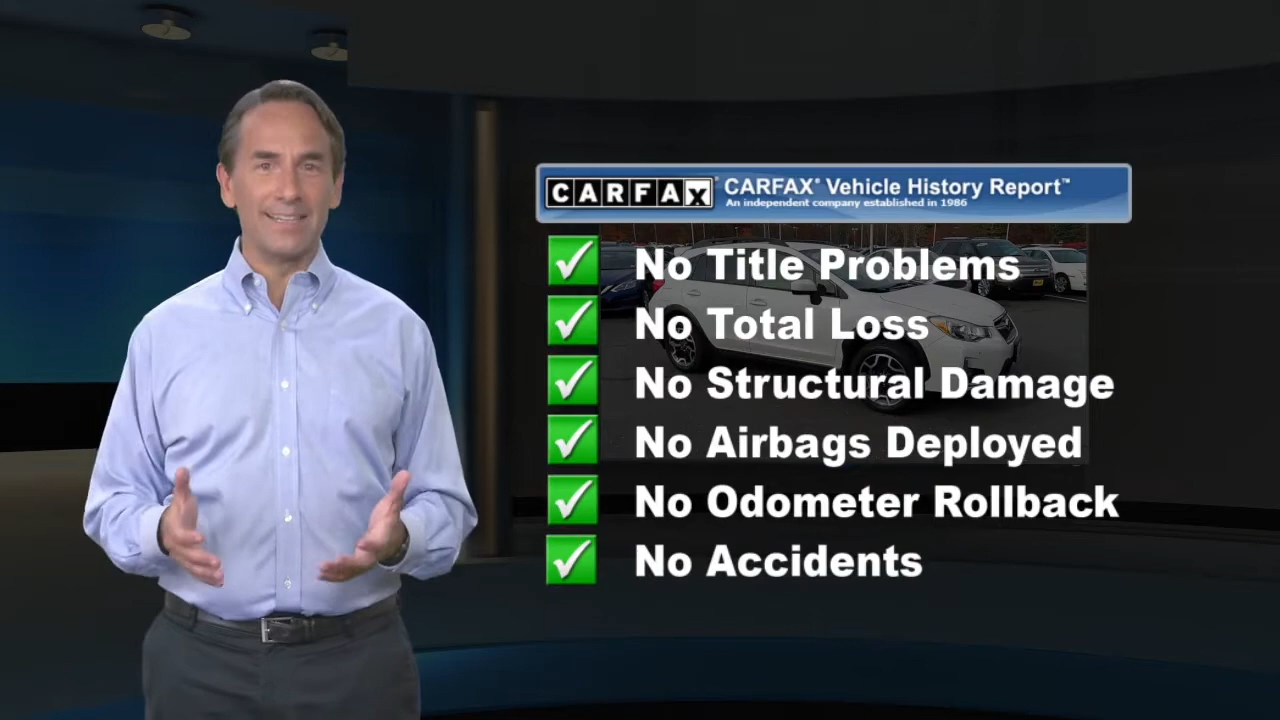 CARFAX® CARFAX® Vehicle History Report™
An independent company established in 1986
No Title Problems
No Total Loss
No Structural Damage
No Airbags Deployed
No Odometer Rollback
No Accidents